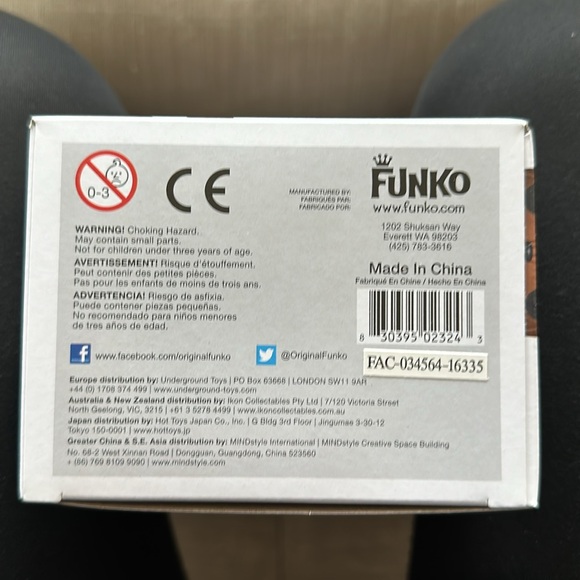 0-3
CE
MANUFACTURED BY:
FABRIQUÉS PAR:
FABRICADO POR:
FUNKO
www.funko.com
1202 Shuksan Way
Everett WA 98203
(425) 783-3616
WARNING! Choking Hazard.
May contain small parts.
Not for children under three years of age.
AVERTISSEMENT! Risque d'étouffement.
Peut contenir des petites pièces.
Pas pour les enfants de moins de trois ans.
ADVERTENCIA! Riesgo de asfixia.
Puede contener piezas pequeñas.
No recomendado para niños menores
de tres años de edad.
Made In China
Fabriqué En Chine / Hecho En China
8 30395 02324 3
f www.facebook.com/originalfunko
@OriginalFunko
FAC-034564-16335
Europe distribution by: Underground Toys | PO Box 63668 | LONDON SW11 9AR
+44 (0) 1708 374 499 | www.underground-toys.com
Australia & New Zealand distribution by: Ikon Collectables Pty Ltd | 7/120 Victoria Street
North Geelong, VIC, 3215 | +61 3 5278 4499 | www.ikoncollectables.com.au
Japan distribution by: Hot Toys Japan Co., Inc. | G Bldg 3rd Floor | Jingumae 3-30-12
Tokyo 150-0001 | www.hottoys.jp
Greater China & S.E. Asia distribution by: MINDstyle International | MINDstyle Creative Space Building
No. 68-2 West Xinnan Road | Dongguan, Guangdong, China 523560
+ (86) 769 8109 9090 | www.mindstyle.com